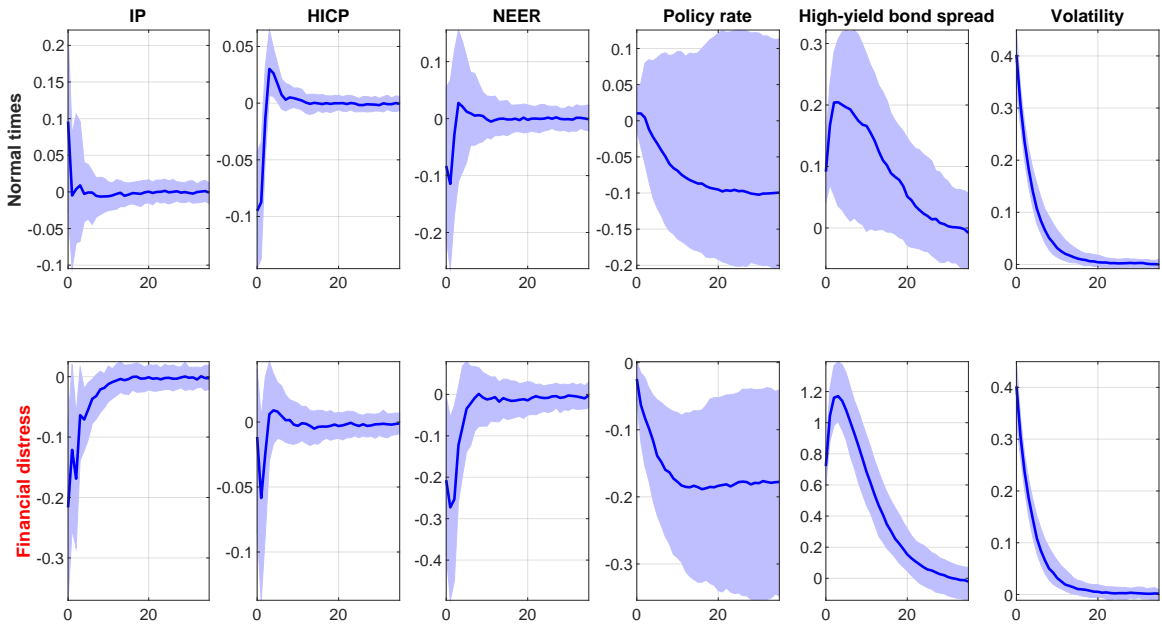 IP HICP NEER Policy rate High-yield bond spread Volatility
Normal times
0.2 0.15 0.1 0.05 0 -0.05 -0.1
0 20
0.05 0 -0.05 -0.1
0 20
0.1 0 -0.1 -0.2
0 20
0.1 0.05 0 -0.05 -0.1 -0.15 -0.2
0 20
0.3 0.2 0.1 0
0 20
0.4 0.3 0.2 0.1 0
0 20
Financial distress
0 -0.1 -0.2 -0.3
0 20
0 -0.05 -0.1
0 20
0 -0.1 -0.2 -0.3 -0.4
0 20
0 -0.1 -0.2 -0.3
0 20
1.2 1 0.8 0.6 0.4 0.2 0
0 20
0.4 0.3 0.2 0.1 0
0 20